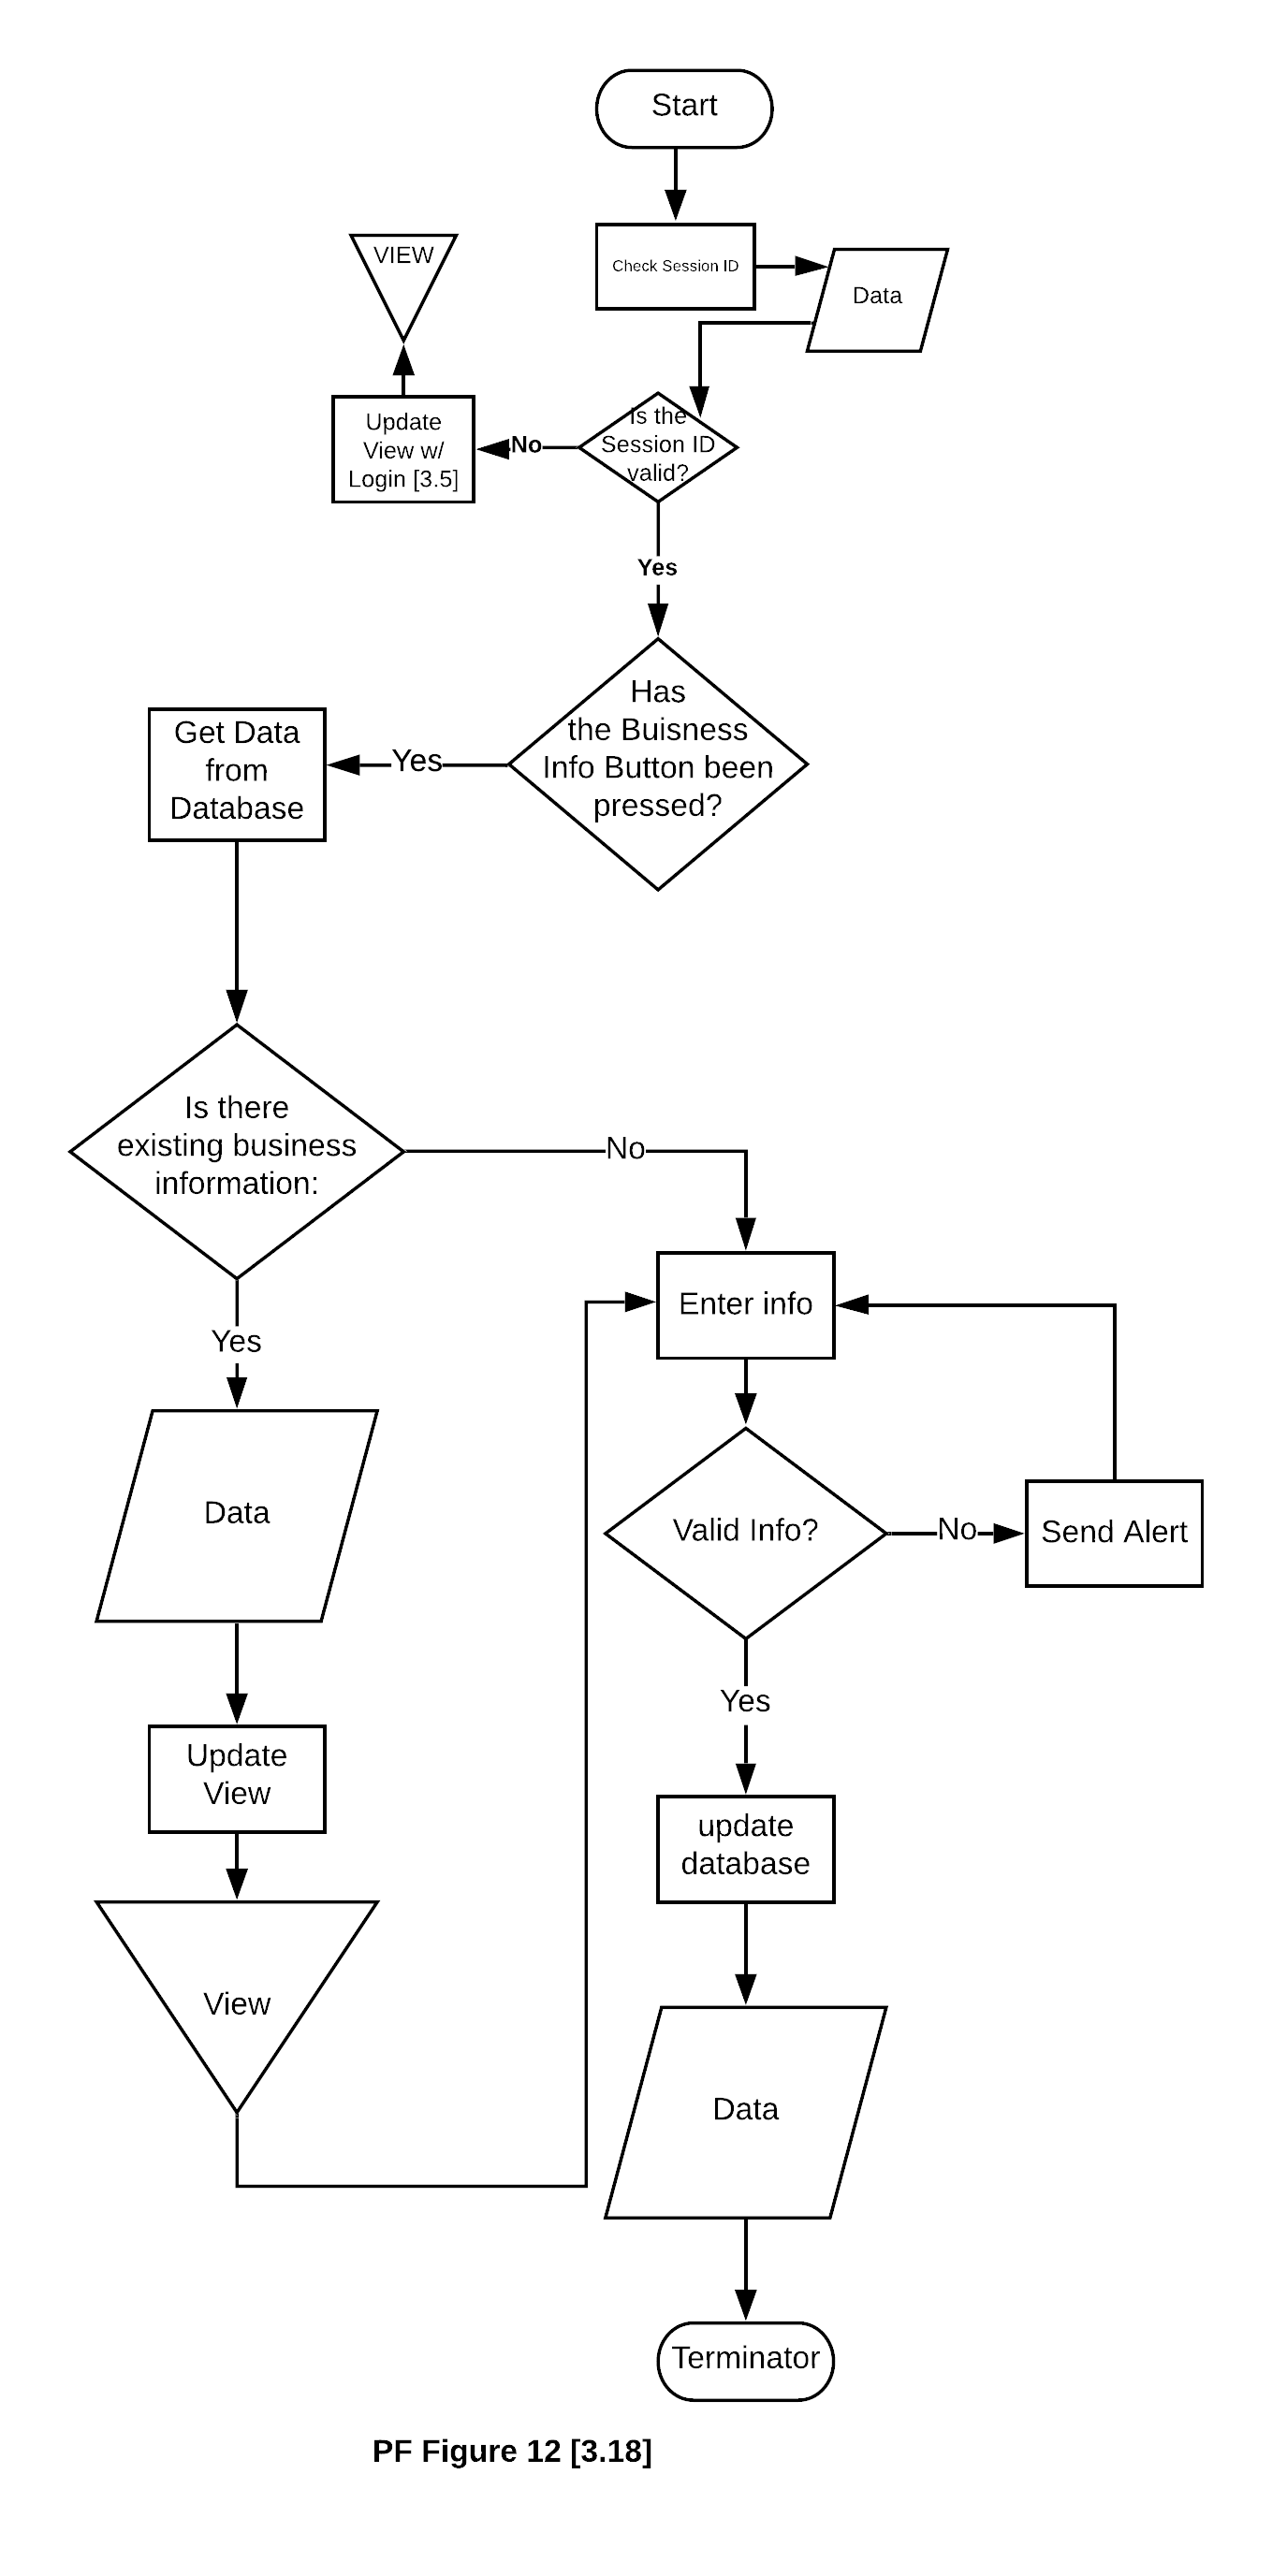 Start
VIEW
Check Session ID
Data
Update
View w/
Login [3.5]
No
Is the
Session ID
valid?
Yes
Has
the Buisness
Info Button been
pressed?
Yes
Get Data
from
Database
Is there
existing business
information:
No
Yes
Enter info
Data
Valid Info?
No
Send Alert
Yes
Update
View
update
database
View
Data
Terminator
PF Figure 12 [3.18]